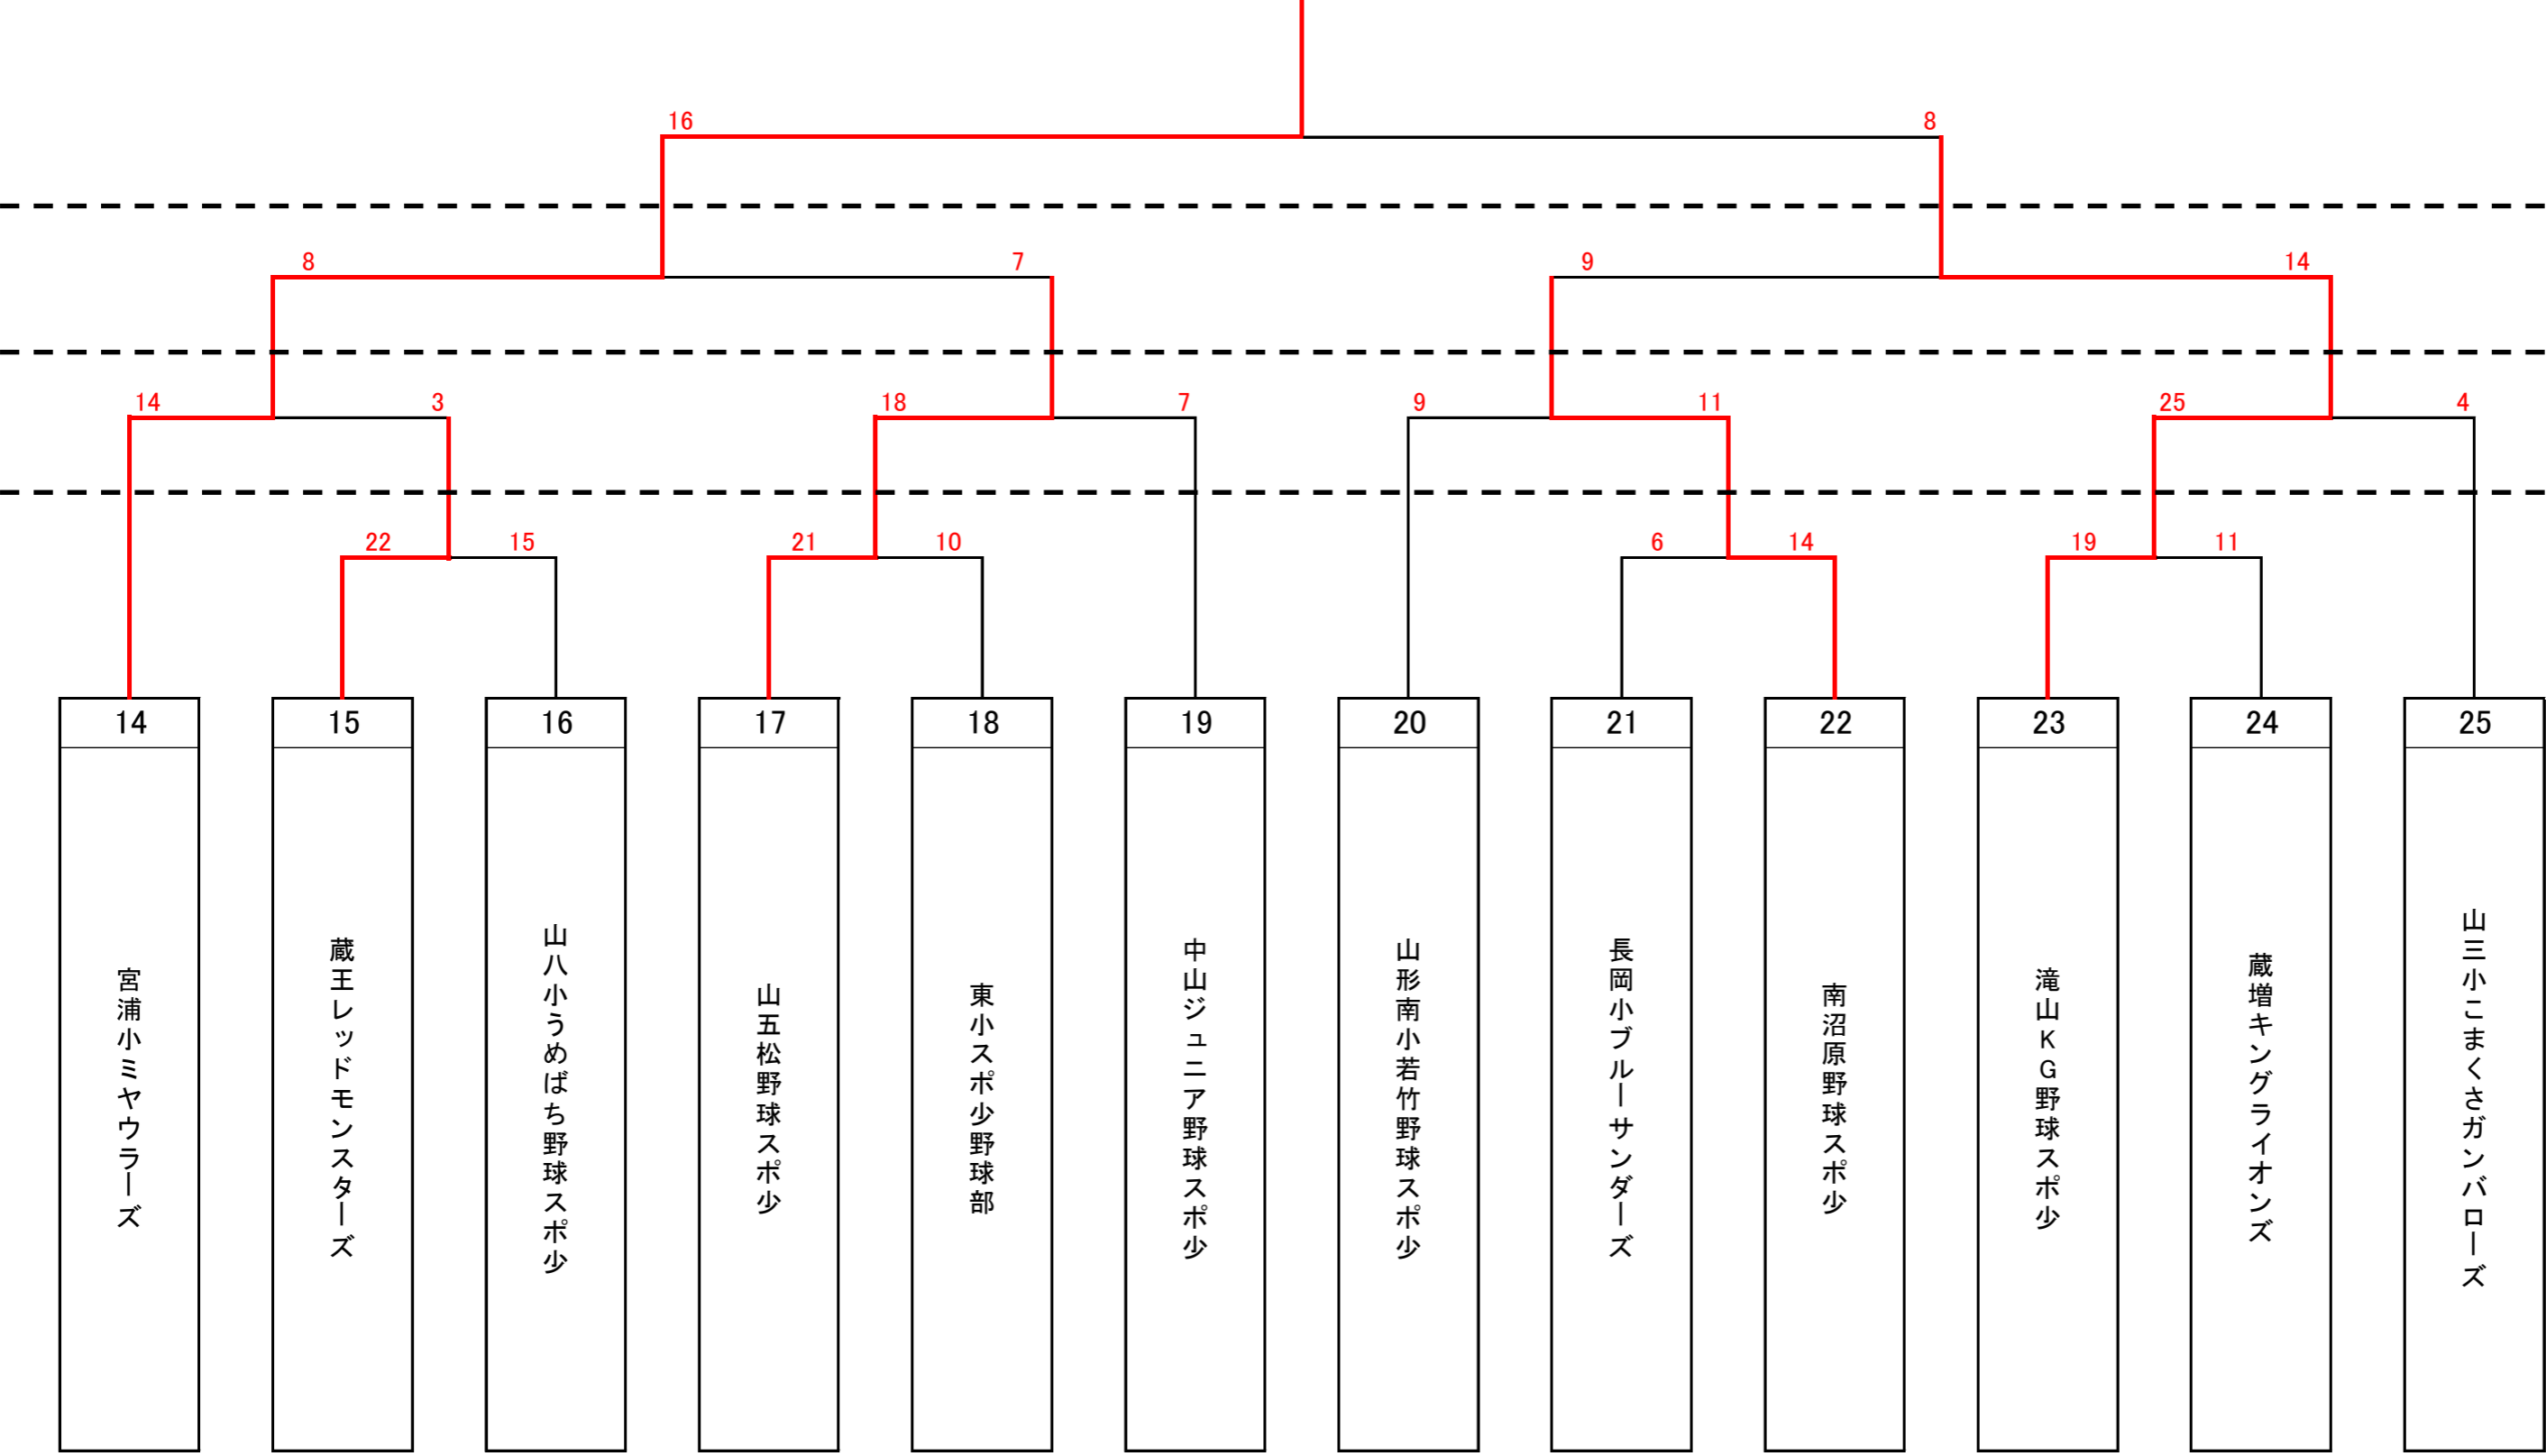 16 8
8 7 9 14
14 3 18 7 9 11 25 4
22 15 21 10 6 14 19 11
14 15 16 17 18 19 20 21 22 23 24 25
宮浦小ミヤウラーズ
蔵王レッドモンスターズ
山八小うめばち野球スポ少
山五松野球スポ少
東小スポ少野球部
中山ジュニア野球スポ少
山形南小若竹野球スポ少
長岡小ブルーサンダーズ
南沼原野球スポ少
滝山KG野球スポ少
蔵増キングライオンズ
山三小こまくさガンバローズ